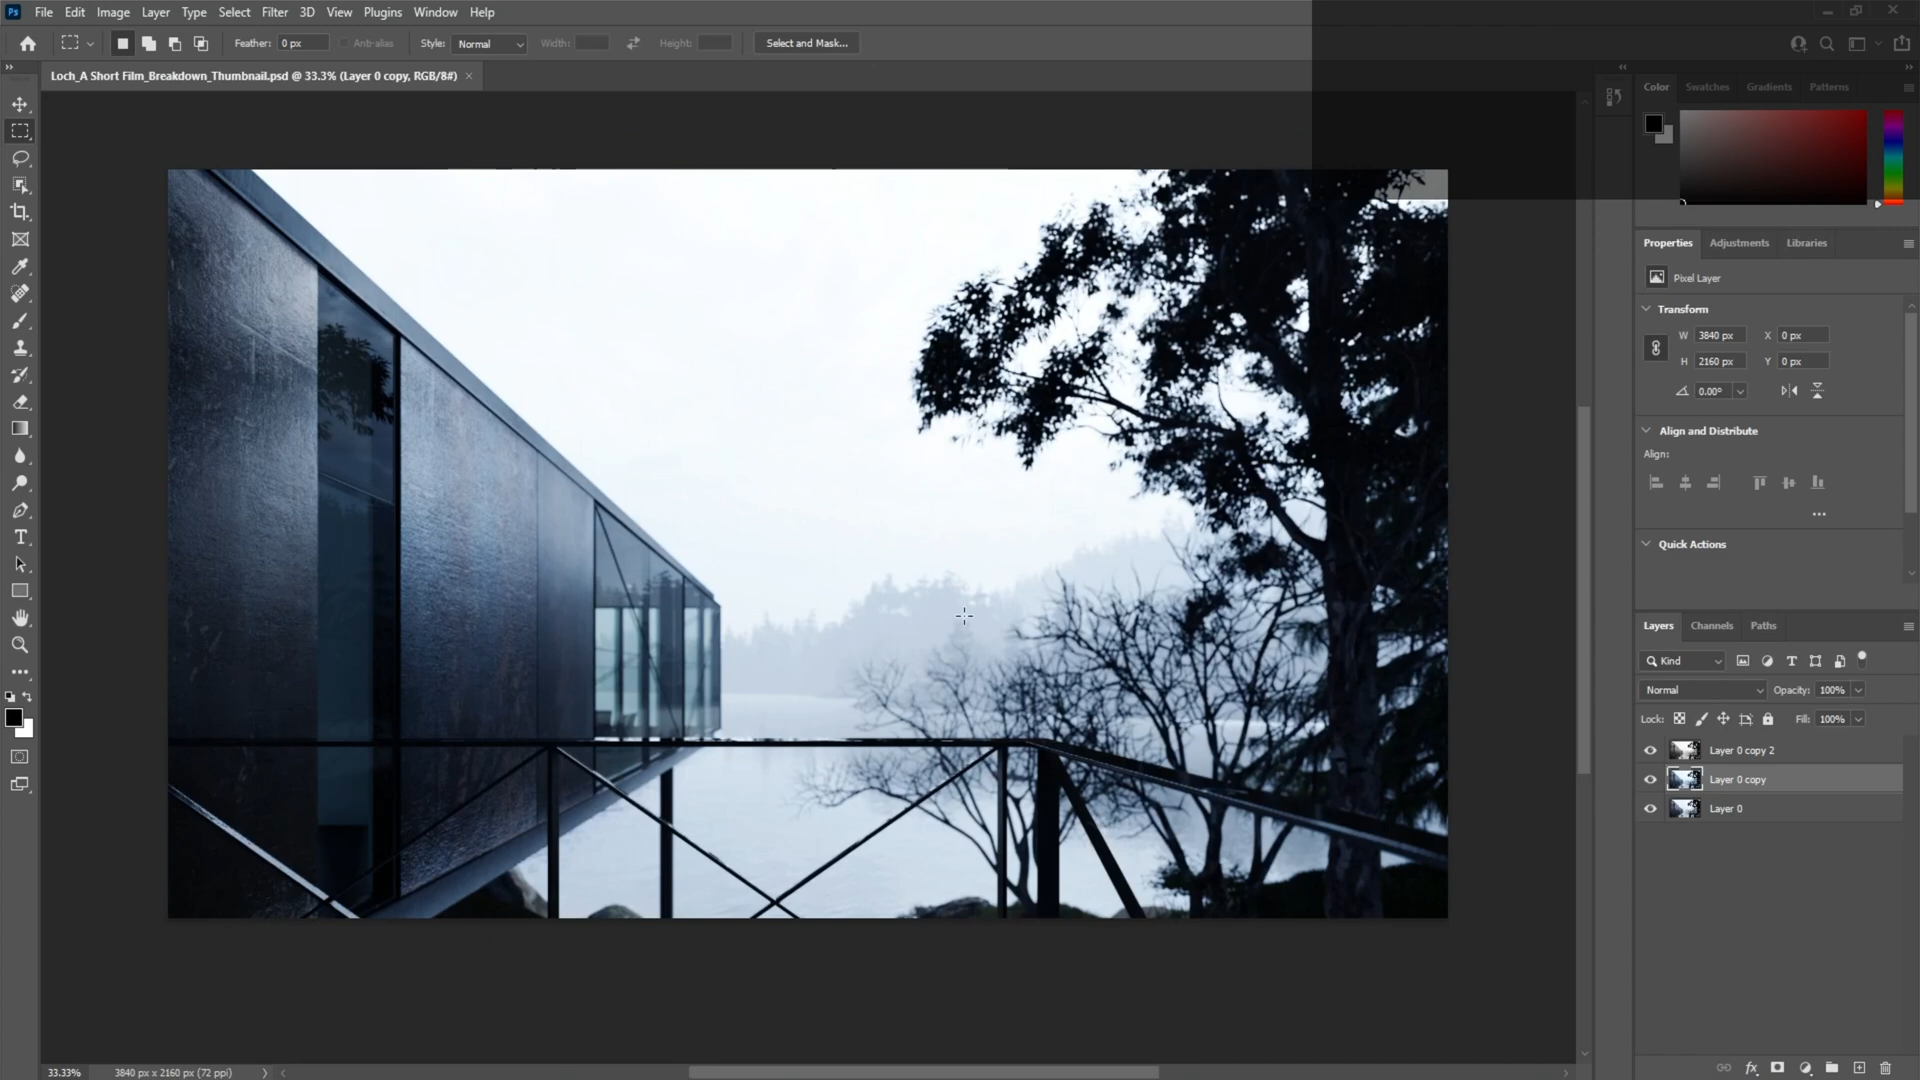 Ps File Edit Image Layer Type Select Filter 3D View Plugins Window Help
Feather: 0 px Anti-alias Style: Normal Width: Height: Select and Mask...
Loch_A Short Film_Breakdown_Thumbnail.psd @ 33.3% (Layer 0 copy, RGB/8#) ×
Color Swatches Gradients Patterns
Properties Adjustments Libraries
Pixel Layer
Transform
W 3840 px X 0 px
H 2160 px Y 0 px
0.00°
Align and Distribute
Align:
Quick Actions
Layers Channels Paths
Kind
Normal Opacity: 100%
Lock: Fill: 100%
Layer 0 copy 2
Layer 0 copy
Layer 0
33.33% 3840 px x 2160 px (72 ppi)